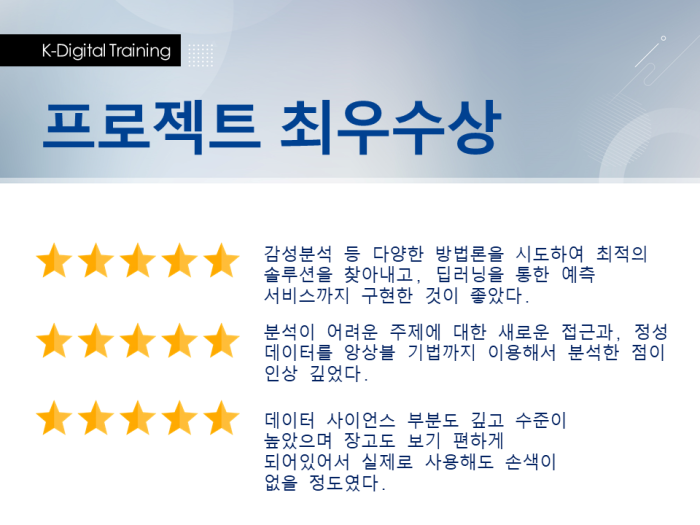 K-Digital Training
프로젝트 최우수상
감성분석 등 다양한 방법론을 시도하여 최적의
솔루션을 찾아내고, 딥러닝을 통한 예측
서비스까지 구현한 것이 좋았다.
분석이 어려운 주제에 대한 새로운 접근과, 정성
데이터를 앙상블 기법까지 이용해서 분석한 점이
인상 깊었다.
데이터 사이언스 부분도 깊고 수준이
높았으며 장고도 보기 편하게
되어있어서 실제로 사용해도 손색이
없을 정도였다.